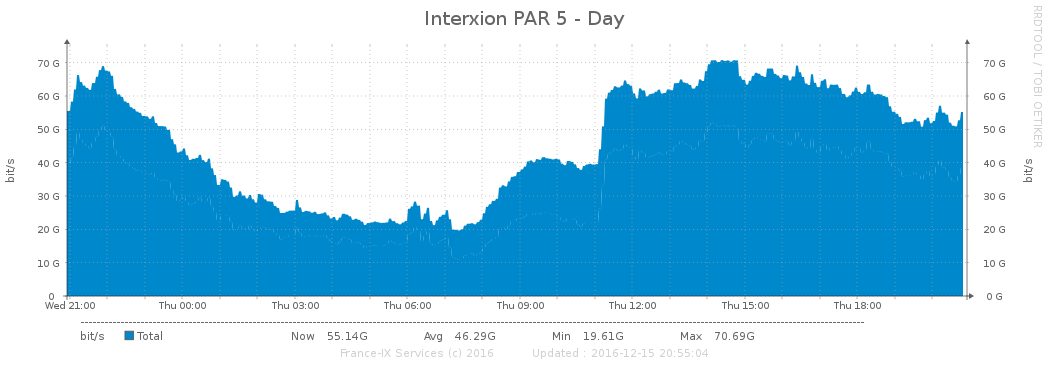 Interxion PAR 5 - Day
RRDTOOL / TOBI OETIKER
bit/s
70 G 70 G
60 G 60 G
50 G 50 G
40 G 40 G
30 G 30 G
20 G 20 G
10 G 10 G
0 0 G
bit/s
Wed 21:00 Thu 00:00 Thu 03:00 Thu 06:00 Thu 09:00 Thu 12:00 Thu 15:00 Thu 18:00
bit/s Total Now 55.14G Avg 46.29G Min 19.61G Max 70.69G
France-IX Services (c) 2016 Updated : 2016-12-15 20:55:04